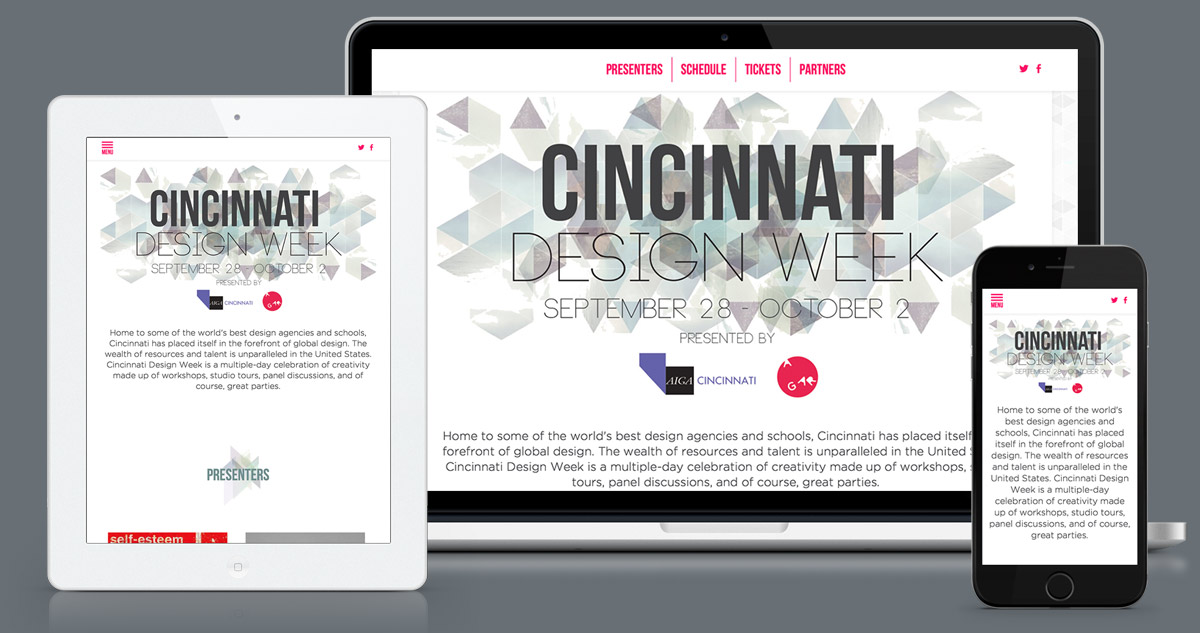 MENU
CINCINNATI
DESIGN WEEK
SEPTEMBER 28 - OCTOBER 2
PRESENTED BY
AIGA CINCINNATI
GAR
Home to some of the world's best design agencies and schools,
Cincinnati has placed itself in the forefront of global design. The
wealth of resources and talent is unparalleled in the United States.
Cincinnati Design Week is a multiple-day celebration of creativity
made up of workshops, studio tours, panel discussions, and of
course, great parties.
PRESENTERS
self-esteem
PRESENTERS SCHEDULE TICKETS PARTNERS
CINCINNATI
DESIGN WEEK
SEPTEMBER 28 - OCTOBER 2
PRESENTED BY
AIGA CINCINNATI
GAR
Home to some of the world's best design agencies and schools, Cincinnati has placed itself
forefront of global design. The wealth of resources and talent is unparalleled in the United S
Cincinnati Design Week is a multiple-day celebration of creativity made up of workshops, s
tours, panel discussions, and of course, great parties.
MENU
CINCINNATI
DESIGN WEEK
SEPTEMBER 28 - OCTOBER 2
Home to some of the world's
best design agencies and
schools, Cincinnati has placed
itself in the forefront of global
design. The wealth of resources
and talent is unparalleled in the
United States. Cincinnati Design
Week is a multiple-day
celebration of creativity made
up of workshops, studio tours,
panel discussions, and of course,
great parties.